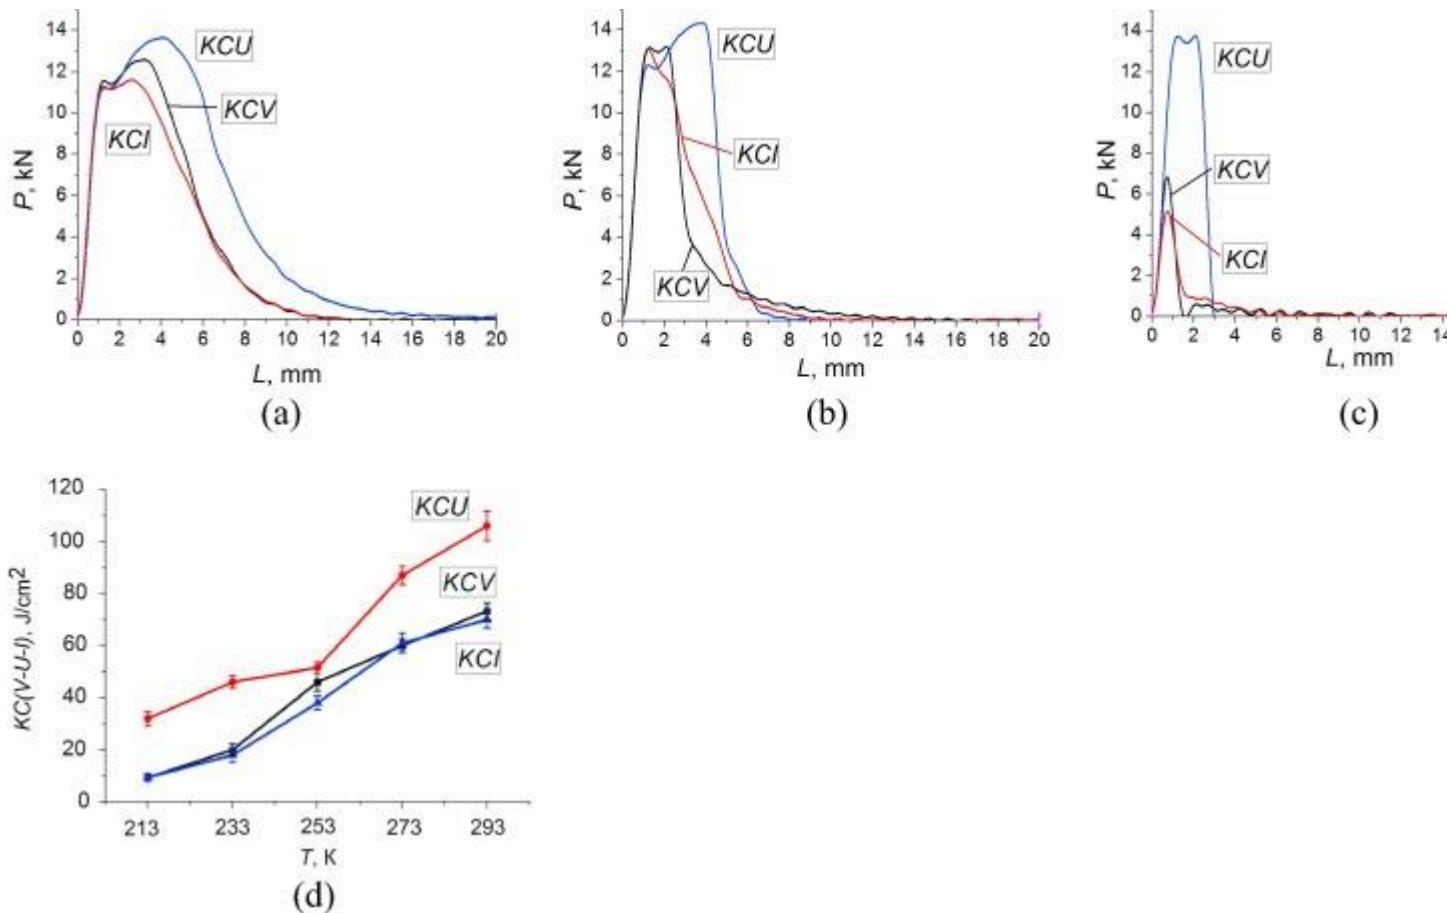 14
12
10
8
6
4
2
0
P, kN
KCU
KCV
KCI
0 2 4 6 8 10 12 14 16 18 20
L, mm
(a)
14
12
10
8
6
4
2
0
P, kN
KCU
KCI
KCV
0 2 4 6 8 10 12 14 16 18 20
L, mm
(b)
14
12
10
8
6
4
2
0
P, kN
KCU
KCV
KCI
0 2 4 6 8 10 12 14
L, mm
(c)
120
100
80
60
40
20
0
KC(V-U-I), J/cm2
KCU
KCV
KCI
213 233 253 273 293
T, K
(d)